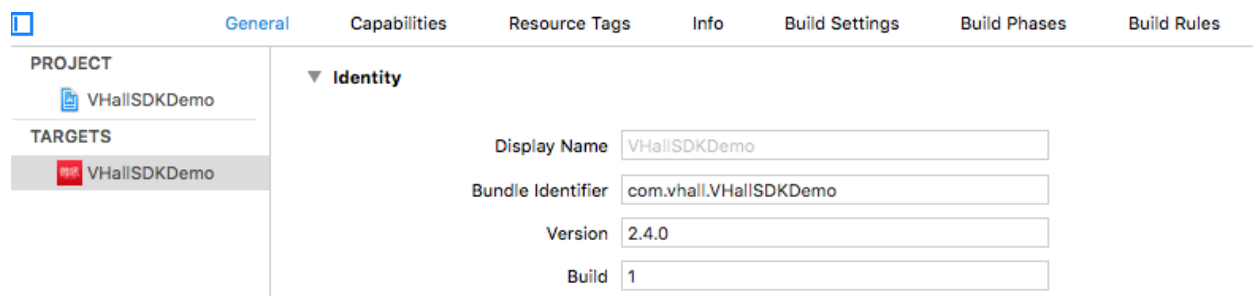 General Capabilities Resource Tags Info Build Settings Build Phases Build Rules
PROJECT
VHallSDKDemo
TARGETS
VHallSDKDemo
Identity
Display Name VHallSDKDemo
Bundle Identifier com.vhall.VHallSDKDemo
Version 2.4.0
Build 1